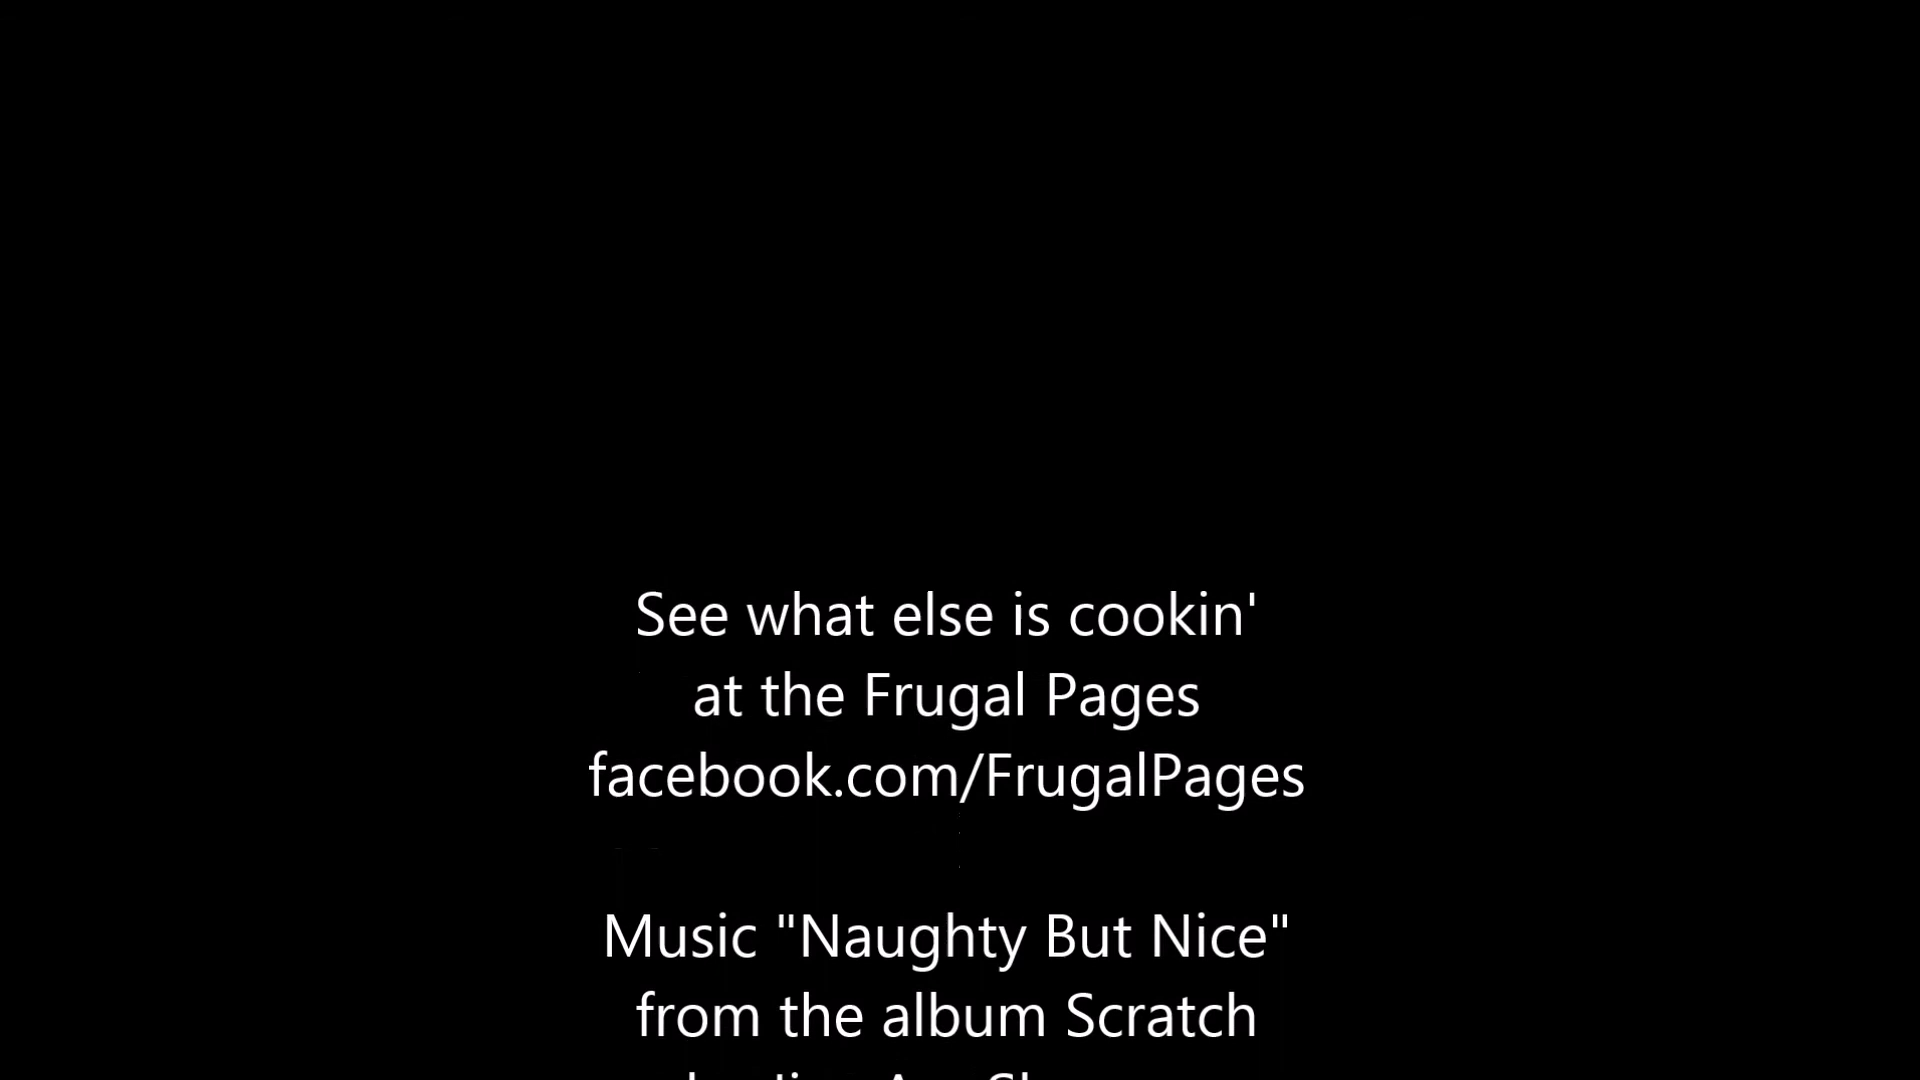 See what else is cookin'
at the Frugal Pages
facebook.com/FrugalPages
Music "Naughty But Nice"
from the album Scratch